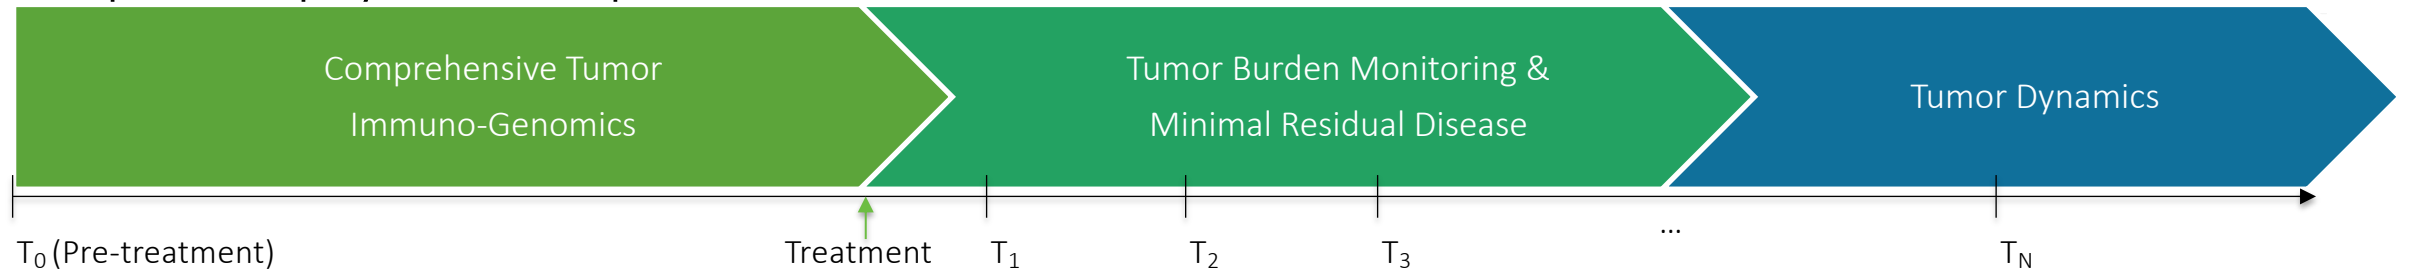 Comprehensive Tumor
Immuno-Genomics
Tumor Burden Monitoring &
Minimal Residual Disease
Tumor Dynamics
T₀ (Pre-treatment)
Treatment
T₁
T₂
T₃
...
T_N